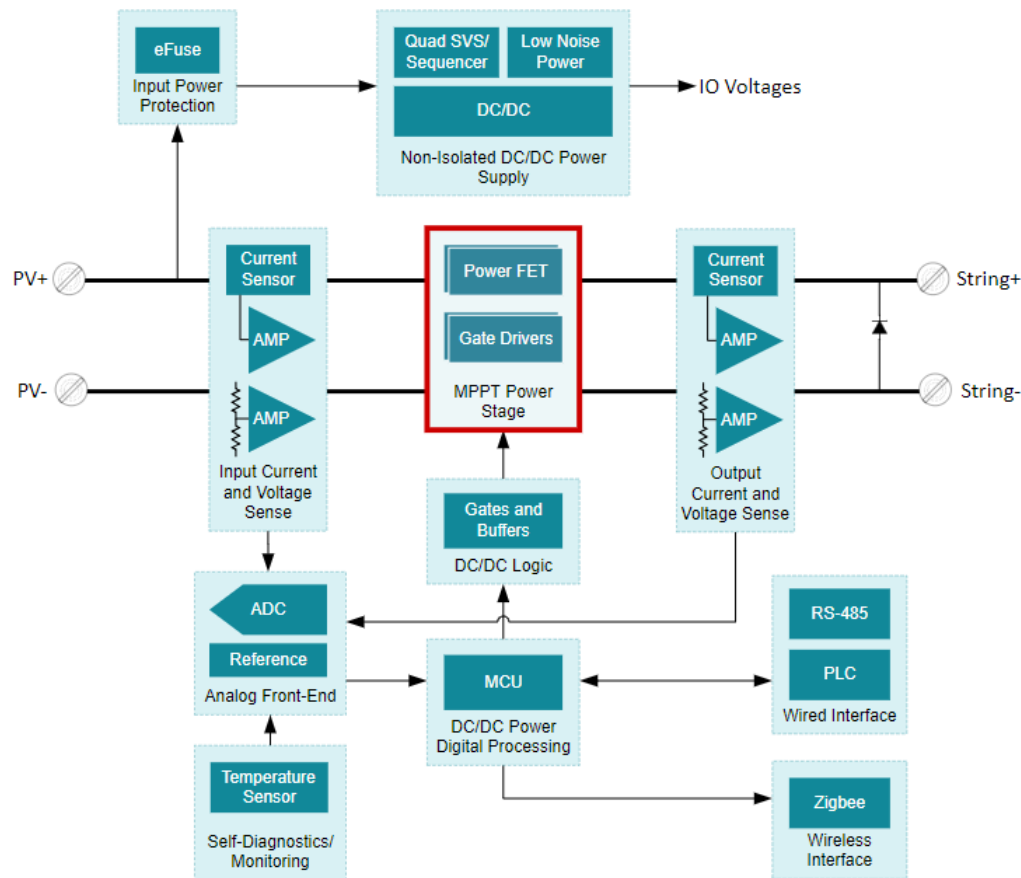 eFuse
Input Power
Protection
Quad SVS/
Sequencer
Low Noise
Power
DC/DC
Non-Isolated DC/DC Power
Supply
IO Voltages
PV+
PV-
Current
Sensor
AMP
AMP
Input Current
and Voltage
Sense
Power FET
Gate Drivers
MPPT Power
Stage
Current
Sensor
AMP
AMP
Output
Current and
Voltage Sense
String+
String-
Gates and
Buffers
DC/DC Logic
ADC
Reference
Analog Front-End
MCU
DC/DC Power
Digital Processing
RS-485
PLC
Wired Interface
Temperature
Sensor
Self-Diagnostics/
Monitoring
Zigbee
Wireless
Interface